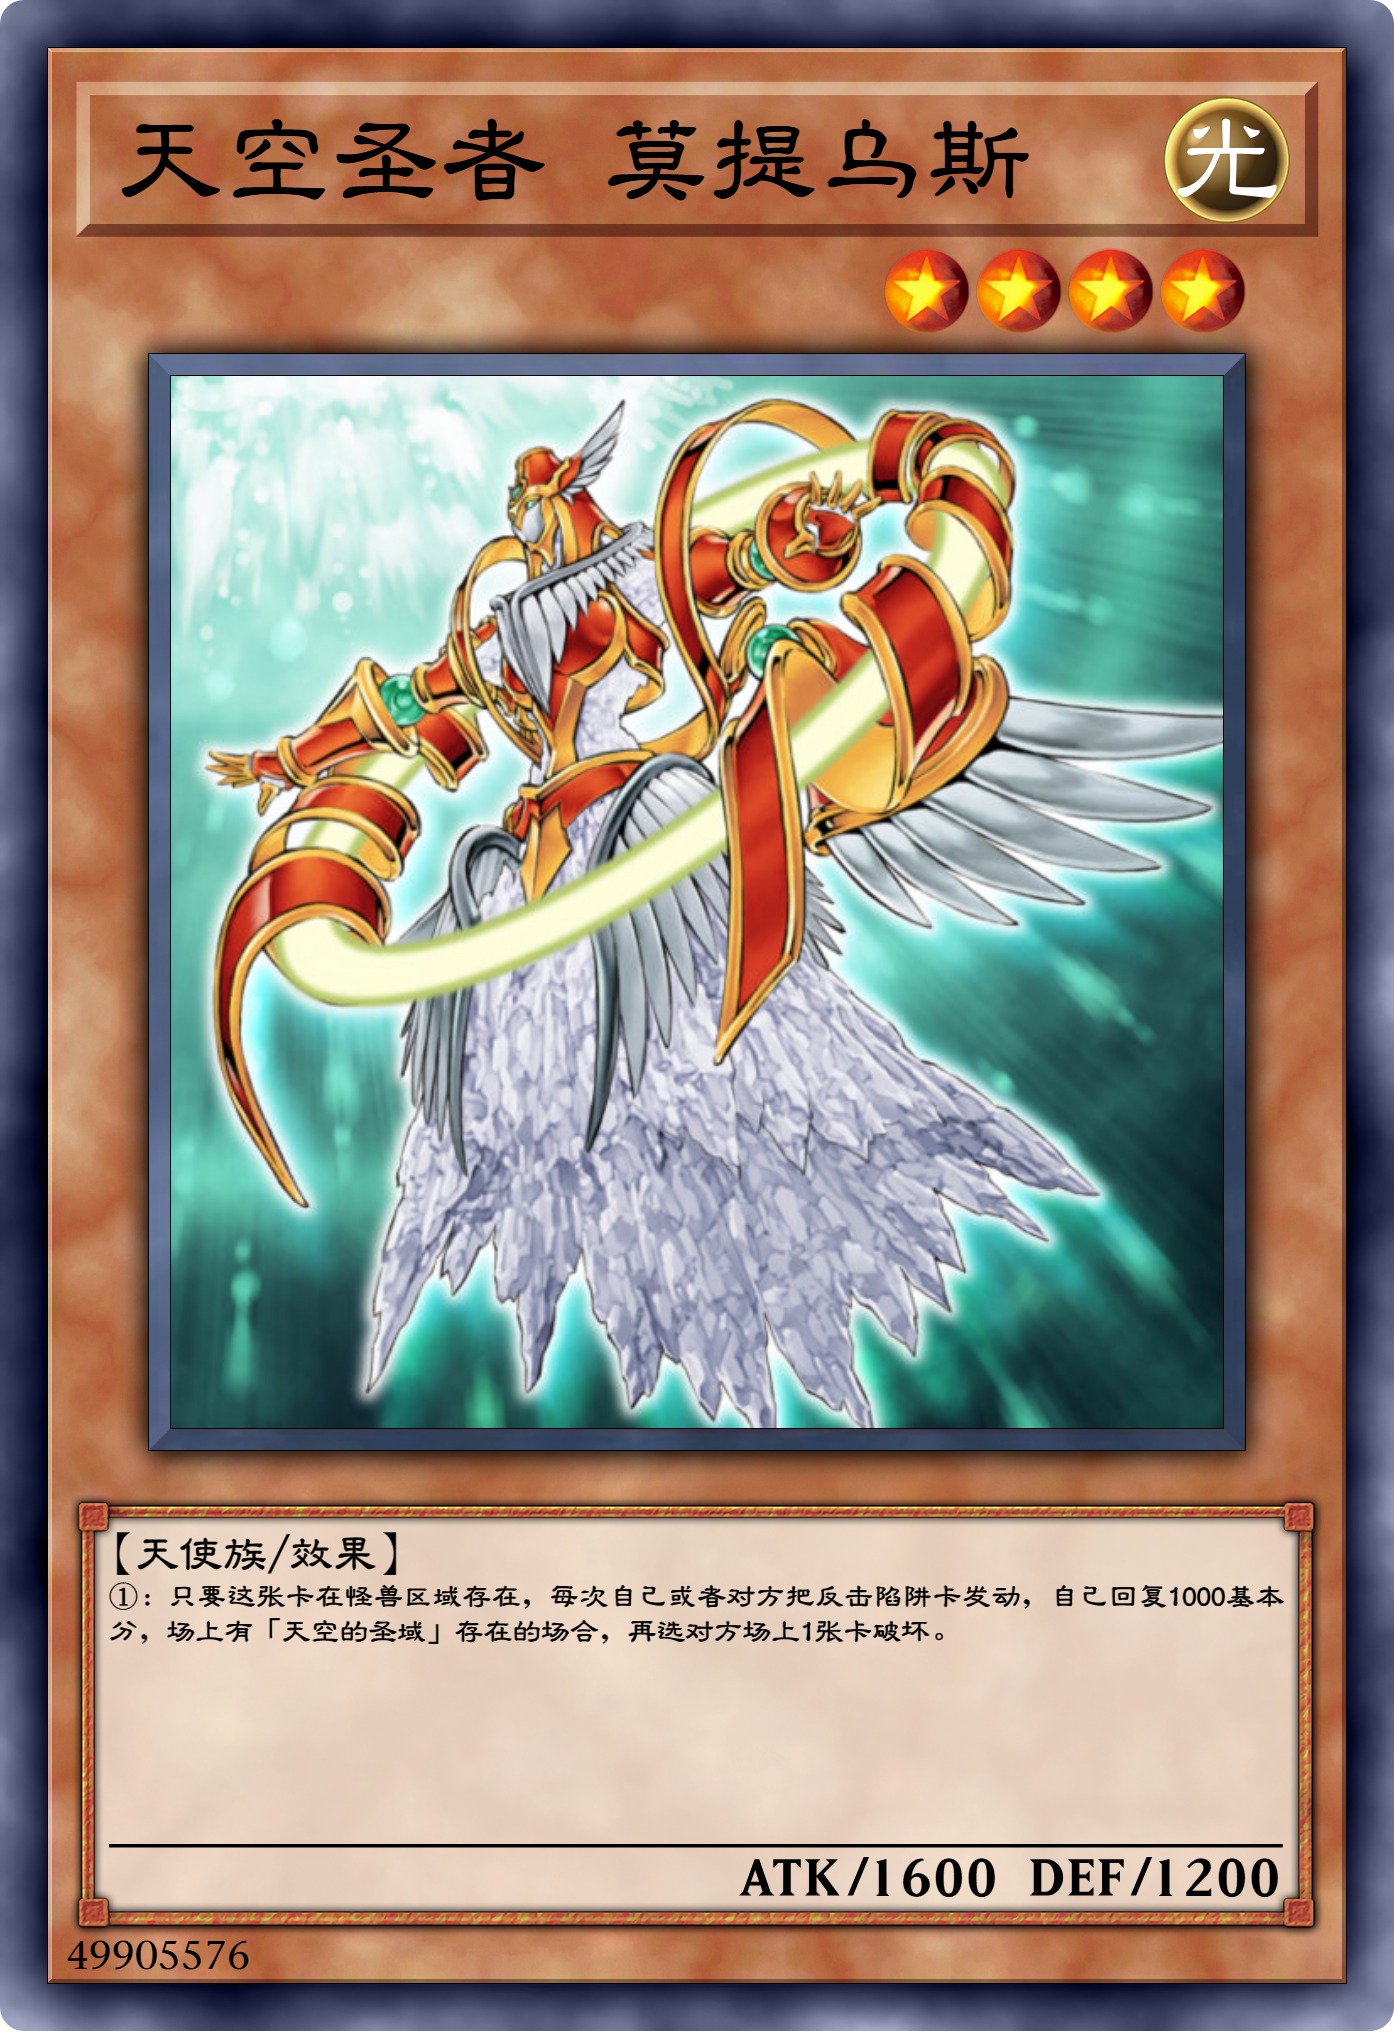 天空圣者 莫提乌斯
光
【天使族/效果】
①：只要这张卡在怪兽区域存在，每次自己或者对方把反击陷阱卡发动，自己回复1000基本
分，场上有「天空的圣域」存在的场合，再选对方场上1张卡破坏。
ATK/1600 DEF/1200
49905576